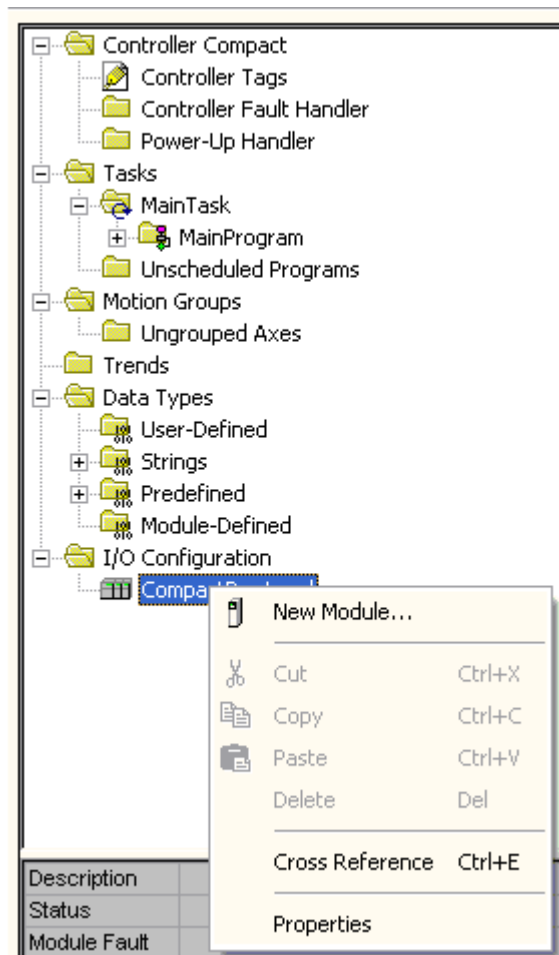 Controller Compact
Controller Tags
Controller Fault Handler
Power-Up Handler
Tasks
MainTask
MainProgram
Unscheduled Programs
Motion Groups
Ungrouped Axes
Trends
Data Types
User-Defined
Strings
Predefined
Module-Defined
I/O Configuration
New Module...
Cut Ctrl+X
Copy Ctrl+C
Paste Ctrl+V
Delete Del
Cross Reference Ctrl+E
Properties
Description
Status
Module Fault